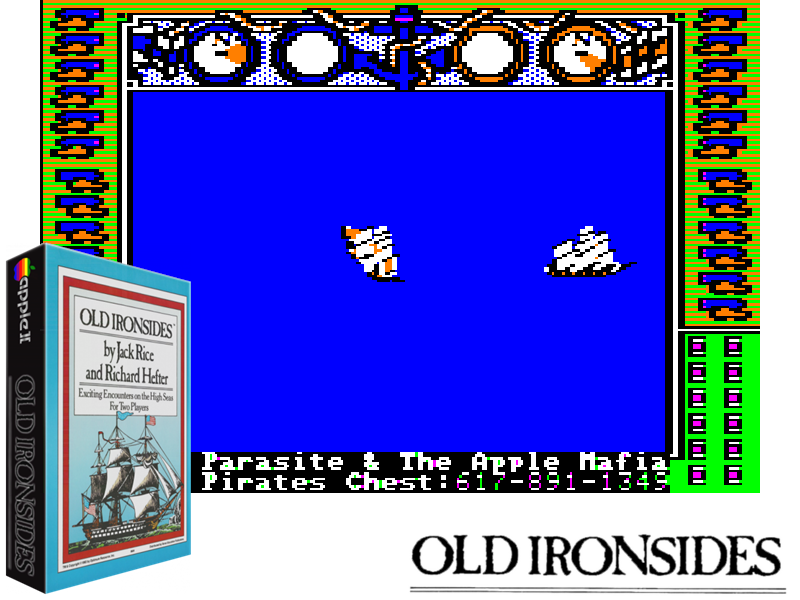 Parasite & The Apple Mafia
Pirates Chest:617-891-1349
apple II
OLD IRONSIDES
OLD IRONSIDES
by Jack Rice
and Richard Hefter
Exciting Encounters on the High Seas
For Two Players
OLD IRONSIDES